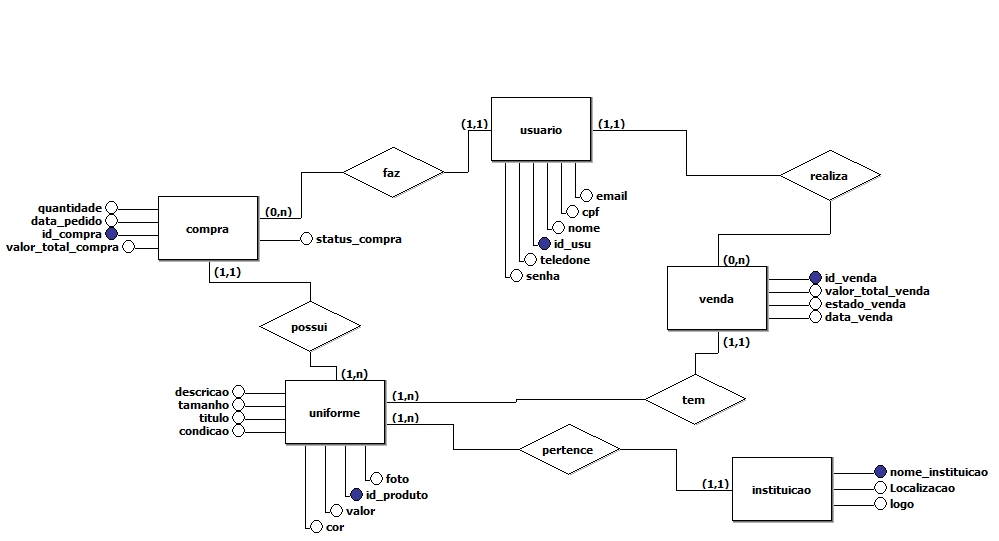 usuario
(1,1)
(1,1)
faz
realiza
email
cpf
nome
id_usu
teledone
senha
quantidade
data_pedido
id_compra
valor_total_compra
compra
(0,n)
status_compra
(1,1)
(0,n)
venda
id_venda
valor_total_venda
estado_venda
data_venda
(1,1)
possui
(1,n)
descricao
tamanho
titulo
condicao
uniforme
(1,n)
(1,n)
tem
pertence
foto
id_produto
valor
cor
(1,1)
instituicao
nome_instituicao
Localizacao
logo